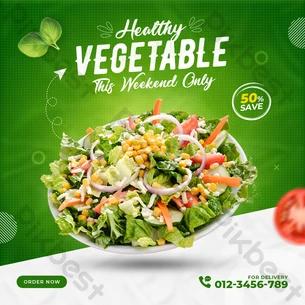 Healthy
VEGETABLE
This Weekend Only
50%
SAVE
ORDER NOW
FOR DELIVERY
012-3456-789